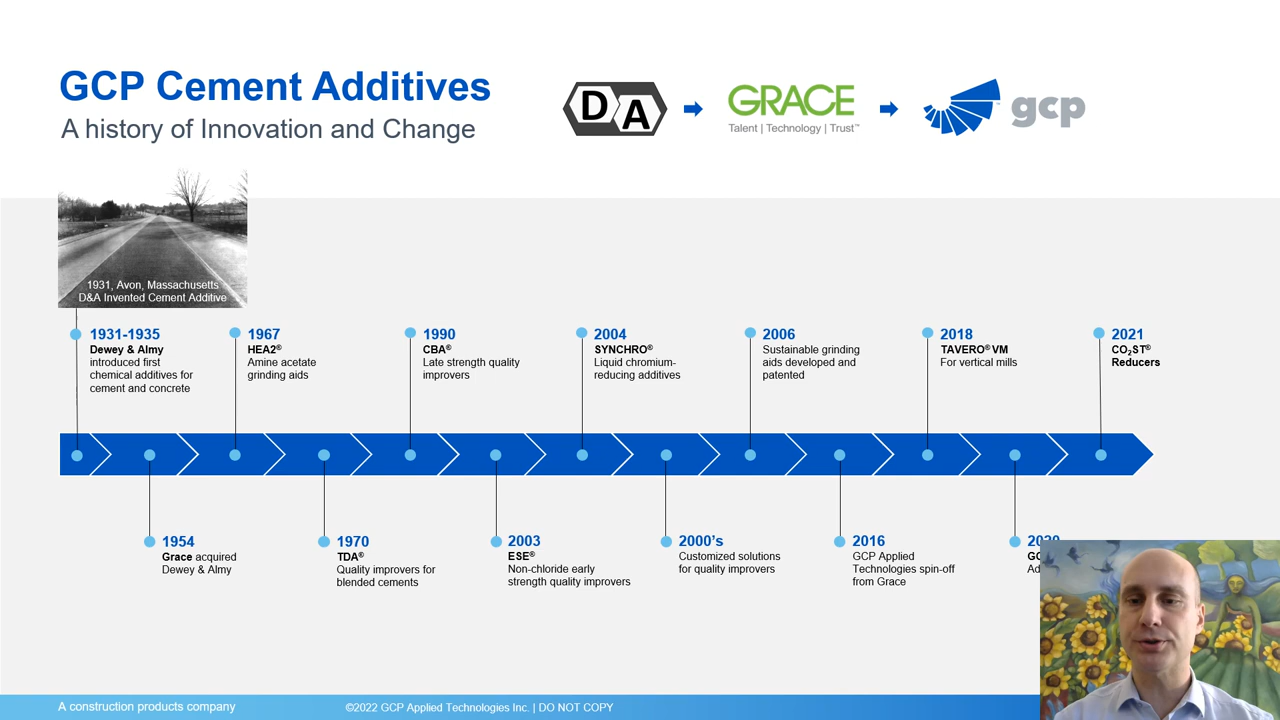 GCP Cement Additives
A history of Innovation and Change
DA
GRACE
Talent | Technology | Trust™
gcp
1931, Avon, Massachusetts
D&A Invented Cement Additive
1931-1935
Dewey & Almy
introduced first
chemical additives for
cement and concrete
1967
HEA2®
Amine acetate
grinding aids
1990
CBA®
Late strength quality
improvers
2004
SYNCHRO®
Liquid chromium-
reducing additives
2006
Sustainable grinding
aids developed and
patented
2018
TAVERO® VM
For vertical mills
2021
CO₂ST®
Reducers
1954
Grace acquired
Dewey & Almy
1970
TDA®
Quality improvers for
blended cements
2003
ESE®
Non-chloride early
strength quality improvers
2000's
Customized solutions
for quality improvers
2016
GCP Applied
Technologies spin-off
from Grace
2020
A construction products company
©2022 GCP Applied Technologies Inc. | DO NOT COPY